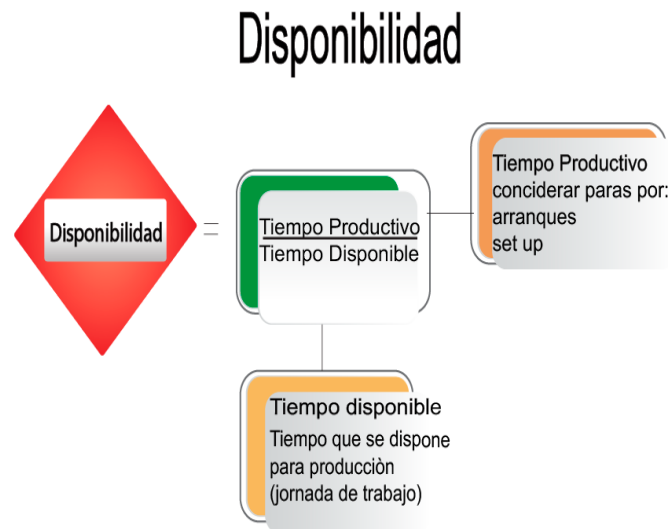 Disponibilidad
Disponibilidad
=
Tiempo Productivo
Tiempo Disponible
Tiempo Productivo
conciderar paras por:
arranques
set up
Tiempo disponible
Tiempo que se dispone
para producciòn
(jornada de trabajo)